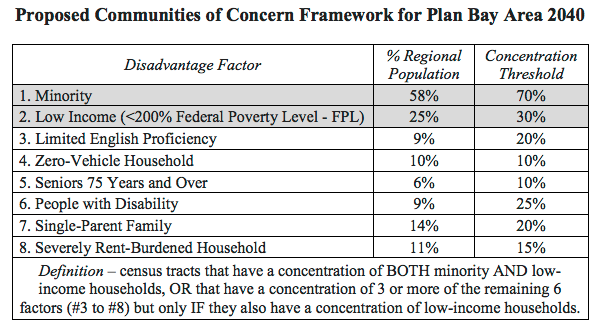 Proposed Communities of Concern Framework for Plan Bay Area 2040
Disadvantage Factor % Regional Population Concentration Threshold
1. Minority 58% 70%
2. Low Income (<200% Federal Poverty Level - FPL) 25% 30%
3. Limited English Proficiency 9% 20%
4. Zero-Vehicle Household 10% 10%
5. Seniors 75 Years and Over 6% 10%
6. People with Disability 9% 25%
7. Single-Parent Family 14% 20%
8. Severely Rent-Burdened Household 11% 15%
Definition – census tracts that have a concentration of BOTH minority AND low-
income households, OR that have a concentration of 3 or more of the remaining 6
factors (#3 to #8) but only IF they also have a concentration of low-income households.